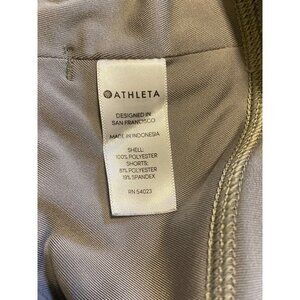 ATHLETA
DESIGNED IN
SAN FRANCISCO
MADE IN INDONESIA
SHELL:
100% POLYESTER
SHORTS:
81% POLYESTER
19% SPANDEX
RN 54023